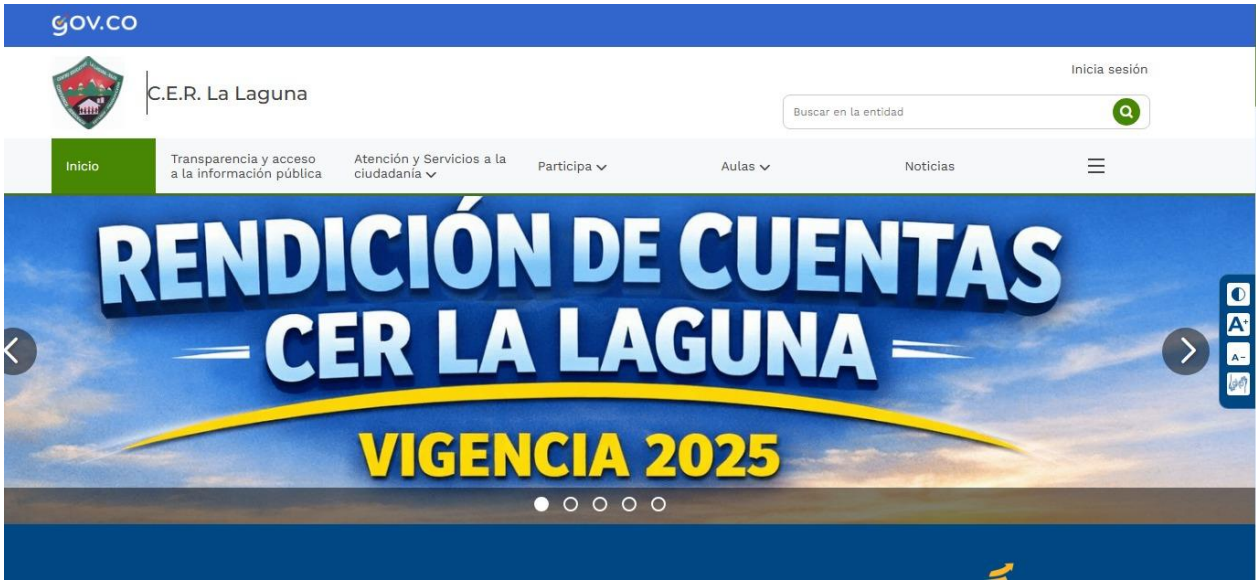 GOV.CO
Inicia sesión
C.E.R. La Laguna
Buscar en la entidad
Inicio
Transparencia y acceso
a la información pública
Atención y Servicios a la
ciudadanía
Participa
Aulas
Noticias
RENDICIÓN DE CUENTAS
CER LA LAGUNA
VIGENCIA 2025
A+
A-